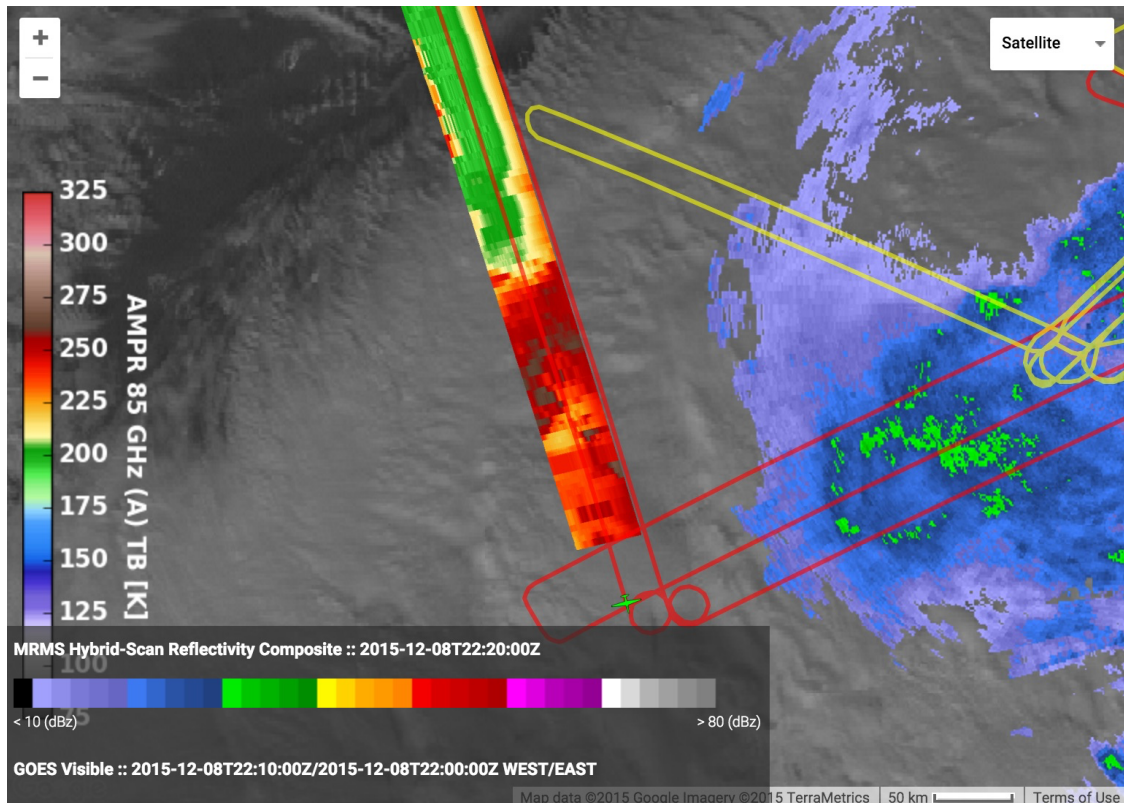 +
−
Satellite
325
300
275
250
225
200
175
150
125
100
75
AMPR 85 GHz (A) TB [K]
MRMS Hybrid-Scan Reflectivity Composite :: 2015-12-08T22:20:00Z
< 10 (dBz)
> 80 (dBz)
GOES Visible :: 2015-12-08T22:10:00Z/2015-12-08T22:00:00Z WEST/EAST
Map data ©2015 Google Imagery ©2015 TerraMetrics
50 km
Terms of Use